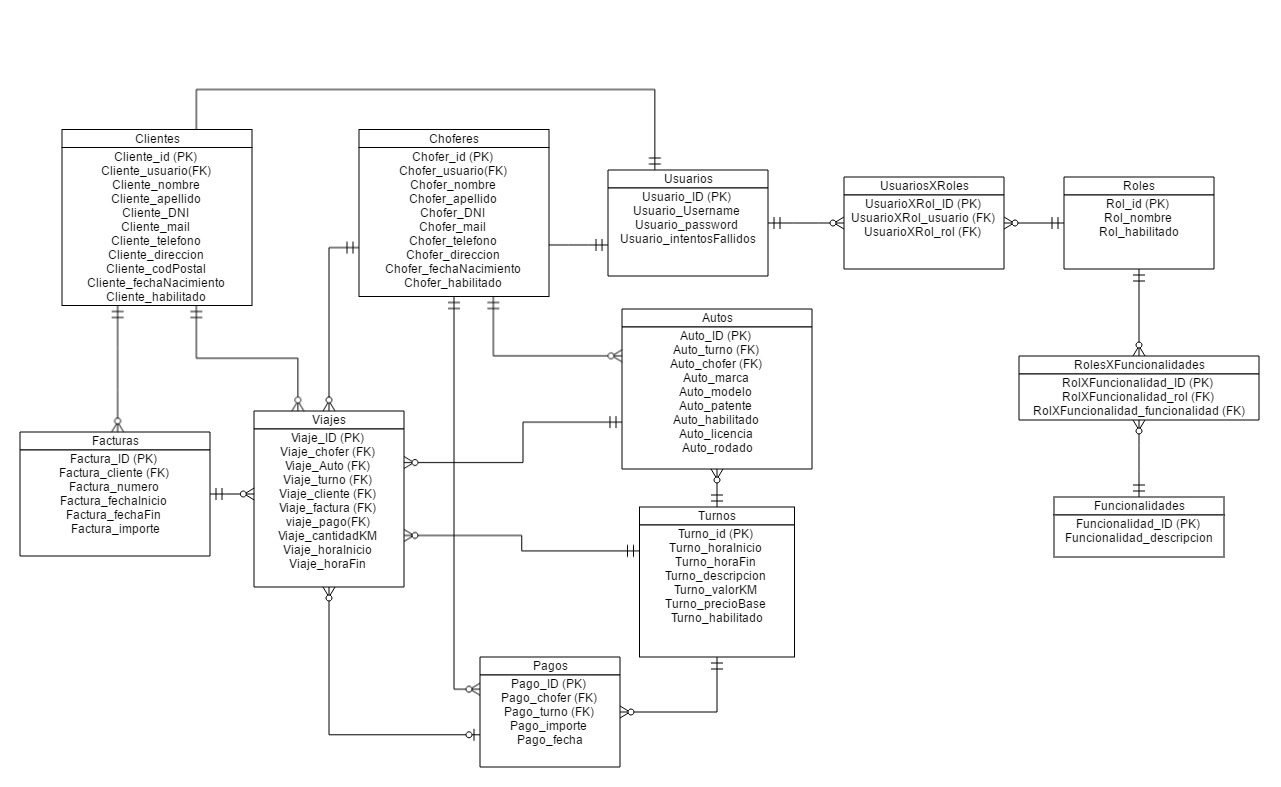 Clientes
Cliente_id (PK)
Cliente_usuario(FK)
Cliente_nombre
Cliente_apellido
Cliente_DNI
Cliente_mail
Cliente_telefono
Cliente_direccion
Cliente_codPostal
Cliente_fechaNacimiento
Cliente_habilitado
Choferes
Chofer_id (PK)
Chofer_usuario(FK)
Chofer_nombre
Chofer_apellido
Chofer_DNI
Chofer_mail
Chofer_telefono
Chofer_direccion
Chofer_fechaNacimiento
Chofer_habilitado
Usuarios
Usuario_ID (PK)
Usuario_Username
Usuario_password
Usuario_intentosFallidos
UsuariosXRoles
UsuarioXRol_ID (PK)
UsuarioXRol_usuario (FK)
UsuarioXRol_rol (FK)
Roles
Rol_id (PK)
Rol_nombre
Rol_habilitado
Autos
Auto_ID (PK)
Auto_turno (FK)
Auto_chofer (FK)
Auto_marca
Auto_modelo
Auto_patente
Auto_habilitado
Auto_licencia
Auto_rodado
RolesXFuncionalidades
RolXFuncionalidad_ID (PK)
RolXFuncionalidad_rol (FK)
RolXFuncionalidad_funcionalidad (FK)
Facturas
Factura_ID (PK)
Factura_cliente (FK)
Factura_numero
Factura_fechaInicio
Factura_fechaFin
Factura_importe
Viajes
Viaje_ID (PK)
Viaje_chofer (FK)
Viaje_Auto (FK)
Viaje_turno (FK)
Viaje_cliente (FK)
Viaje_factura (FK)
viaje_pago(FK)
Viaje_cantidadKM
Viaje_horaInicio
Viaje_horaFin
Turnos
Turno_id (PK)
Turno_horaInicio
Turno_horaFin
Turno_descripcion
Turno_valorKM
Turno_precioBase
Turno_habilitado
Funcionalidades
Funcionalidad_ID (PK)
Funcionalidad_descripcion
Pagos
Pago_ID (PK)
Pago_chofer (FK)
Pago_turno (FK)
Pago_importe
Pago_fecha